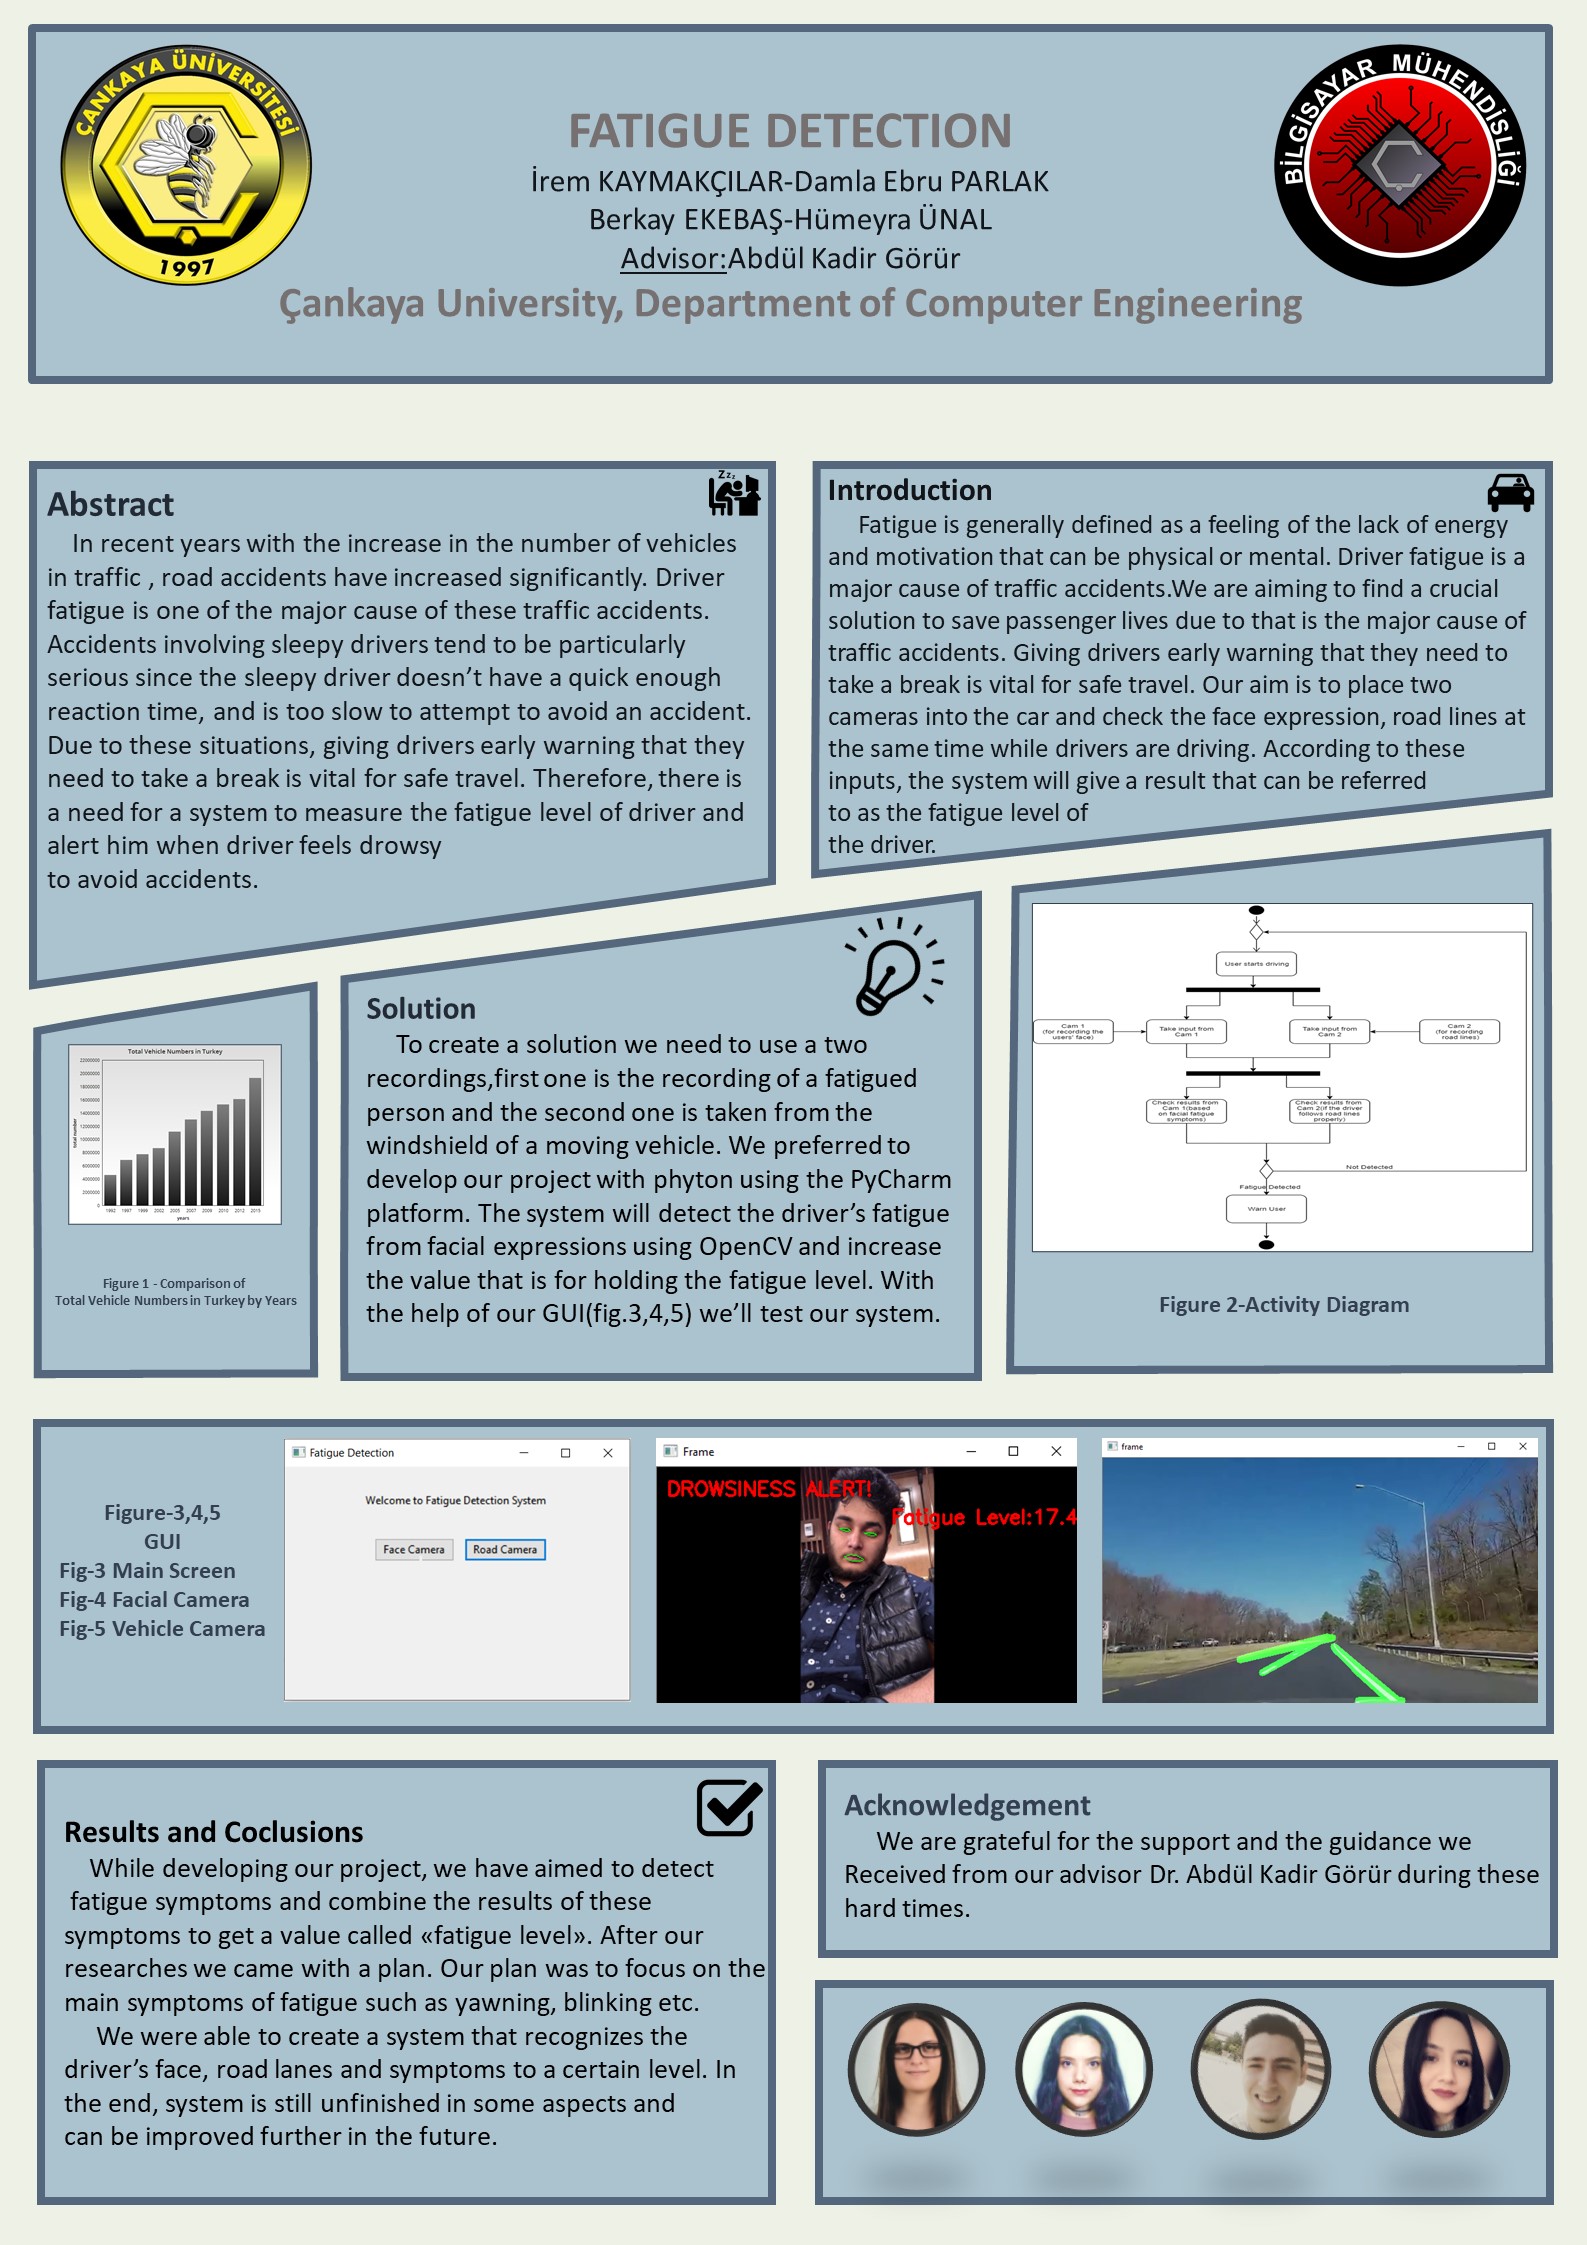 ÇANKAYA ÜNİVERSİTESİ
1997
BİLGİSAYAR MÜHENDİSLİĞİ
FATIGUE DETECTION
İrem KAYMAKÇILAR-Damla Ebru PARLAK
Berkay EKEBAŞ-Hümeyra ÜNAL
Advisor:Abdül Kadir Görür
Çankaya University, Department of Computer Engineering
Zzz
Abstract
In recent years with the increase in the number of vehicles
in traffic , road accidents have increased significantly. Driver
fatigue is one of the major cause of these traffic accidents.
Accidents involving sleepy drivers tend to be particularly
serious since the sleepy driver doesn’t have a quick enough
reaction time, and is too slow to attempt to avoid an accident.
Due to these situations, giving drivers early warning that they
need to take a break is vital for safe travel. Therefore, there is
a need for a system to measure the fatigue level of driver and
alert him when driver feels drowsy
to avoid accidents.
Introduction
Fatigue is generally defined as a feeling of the lack of energy
and motivation that can be physical or mental. Driver fatigue is a
major cause of traffic accidents.We are aiming to find a crucial
solution to save passenger lives due to that is the major cause of
traffic accidents. Giving drivers early warning that they need to
take a break is vital for safe travel. Our aim is to place two
cameras into the car and check the face expression, road lines at
the same time while drivers are driving. According to these
inputs, the system will give a result that can be referred
to as the fatigue level of
the driver.
Total Vehicle Numbers in Turkey
total number
22000000
20000000
18000000
16000000
14000000
12000000
10000000
8000000
6000000
4000000
2000000
0
1992 1997 1999 2002 2005 2007 2009 2010 2013 2015
years
Figure 1 - Comparison of
Total Vehicle Numbers in Turkey by Years
Solution
To create a solution we need to use a two
recordings,first one is the recording of a fatigued
person and the second one is taken from the
windshield of a moving vehicle. We preferred to
develop our project with phyton using the PyCharm
platform. The system will detect the driver’s fatigue
from facial expressions using OpenCV and increase
the value that is for holding the fatigue level. With
the help of our GUI(fig.3,4,5) we’ll test our system.
User starts driving
Cam 1
(for recording the
users' face)
Take input from
Cam 1
Take input from
Cam 2
Cam 2
(for recording
road lines)
Check results from
Cam 1(based
on facial fatigue
symptoms)
Check results from
Cam 2(if the driver
follows road lines
properly)
Not Detected
Fatigue Detected
Warn User
Figure 2-Activity Diagram
Figure-3,4,5
GUI
Fig-3 Main Screen
Fig-4 Facial Camera
Fig-5 Vehicle Camera
Fatigue Detection
Welcome to Fatigue Detection System
Face Camera
Road Camera
Frame
DROWSINESS ALERT!
Fatigue Level:17.4
frame
Results and Coclusions
While developing our project, we have aimed to detect
fatigue symptoms and combine the results of these
symptoms to get a value called «fatigue level». After our
researches we came with a plan. Our plan was to focus on the
main symptoms of fatigue such as yawning, blinking etc.
We were able to create a system that recognizes the
driver’s face, road lanes and symptoms to a certain level. In
the end, system is still unfinished in some aspects and
can be improved further in the future.
Acknowledgement
We are grateful for the support and the guidance we
Received from our advisor Dr. Abdül Kadir Görür during these
hard times.